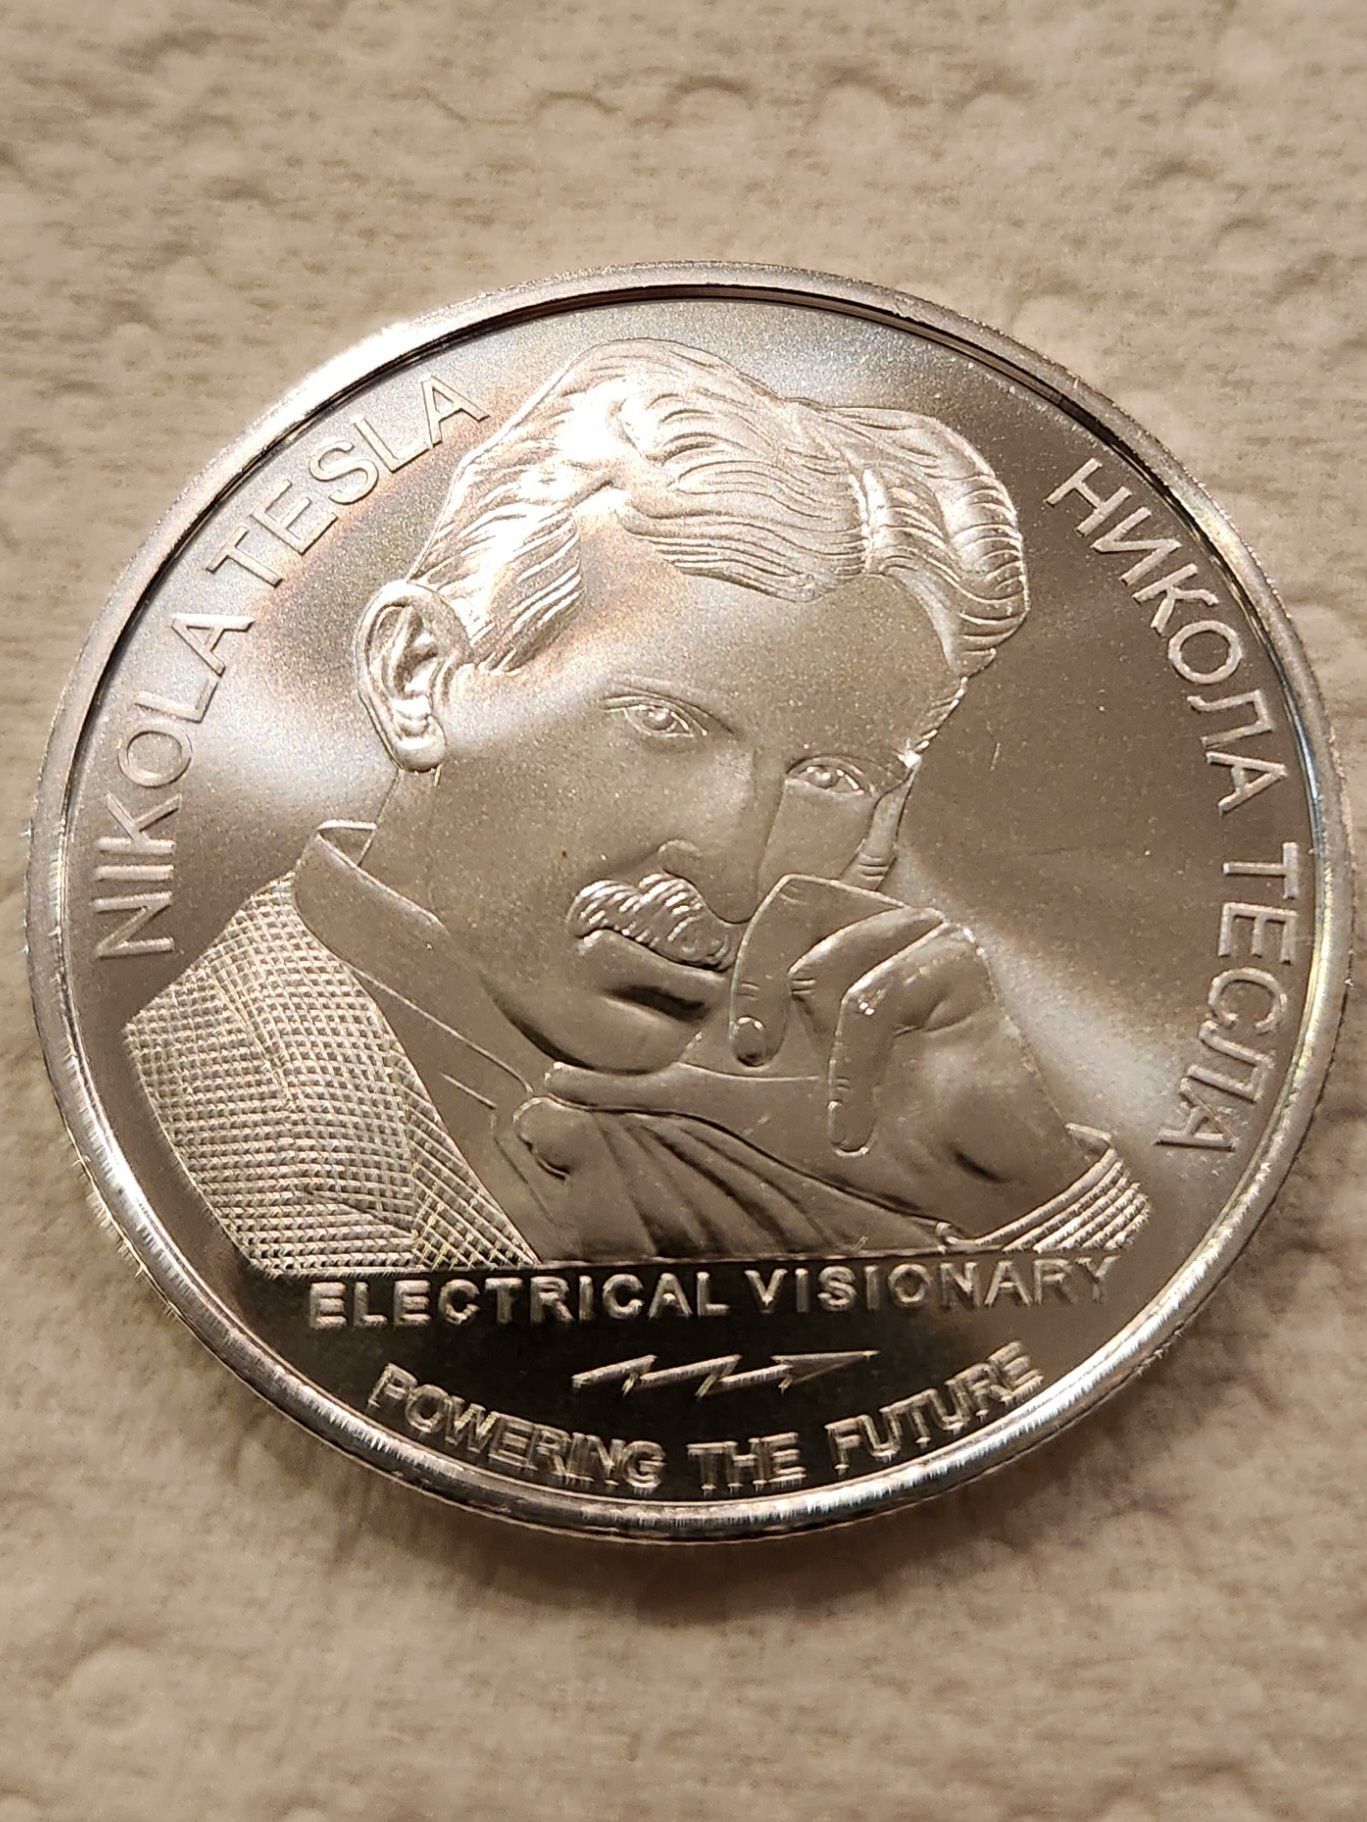 NIKOLA TESLA
НИКОЛА ТЕСЛА
ELECTRICAL VISIONARY
POWERING THE FUTURE